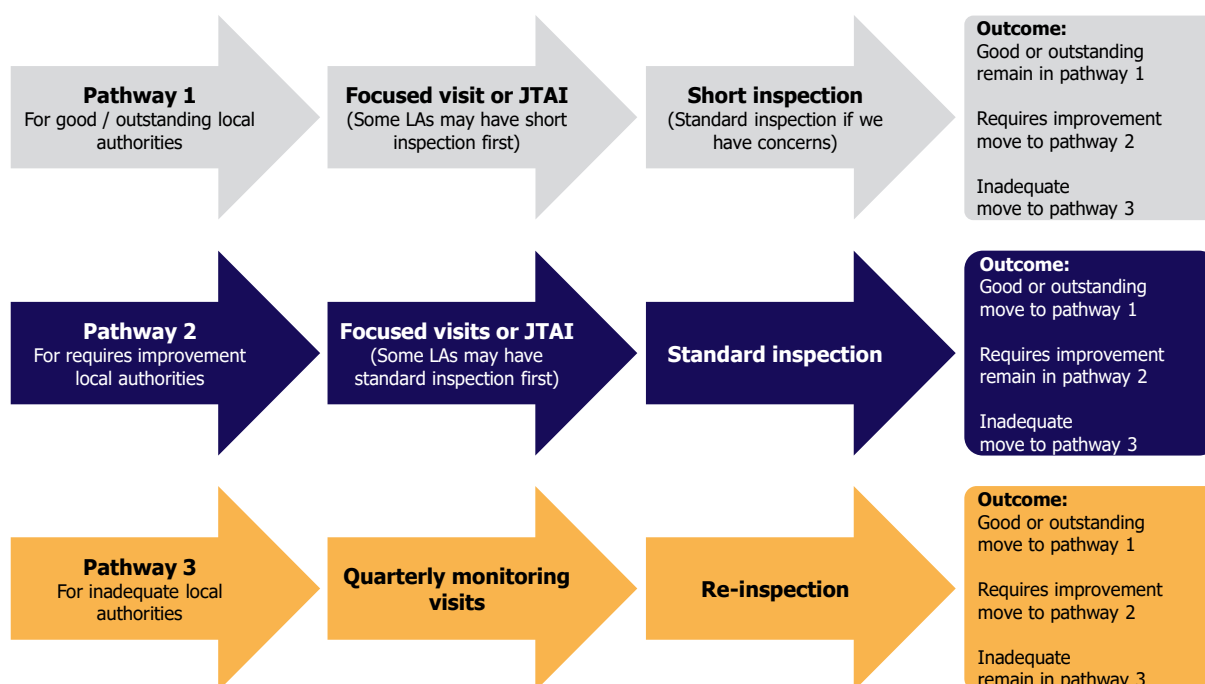 Pathway 1
For good / outstanding local
authorities
Focused visit or JTAI
(Some LAs may have short
inspection first)
Short inspection
(Standard inspection if we
have concerns)
Outcome:
Good or outstanding
remain in pathway 1
Requires improvement
move to pathway 2
Inadequate
move to pathway 3
Pathway 2
For requires improvement
local authorities
Focused visits or JTAI
(Some LAs may have
standard inspection first)
Standard inspection
Outcome:
Good or outstanding
move to pathway 1
Requires improvement
remain in pathway 2
Inadequate
move to pathway 3
Pathway 3
For inadequate local
authorities
Quarterly monitoring
visits
Re-inspection
Outcome:
Good or outstanding
move to pathway 1
Requires improvement
move to pathway 2
Inadequate
remain in pathway 3